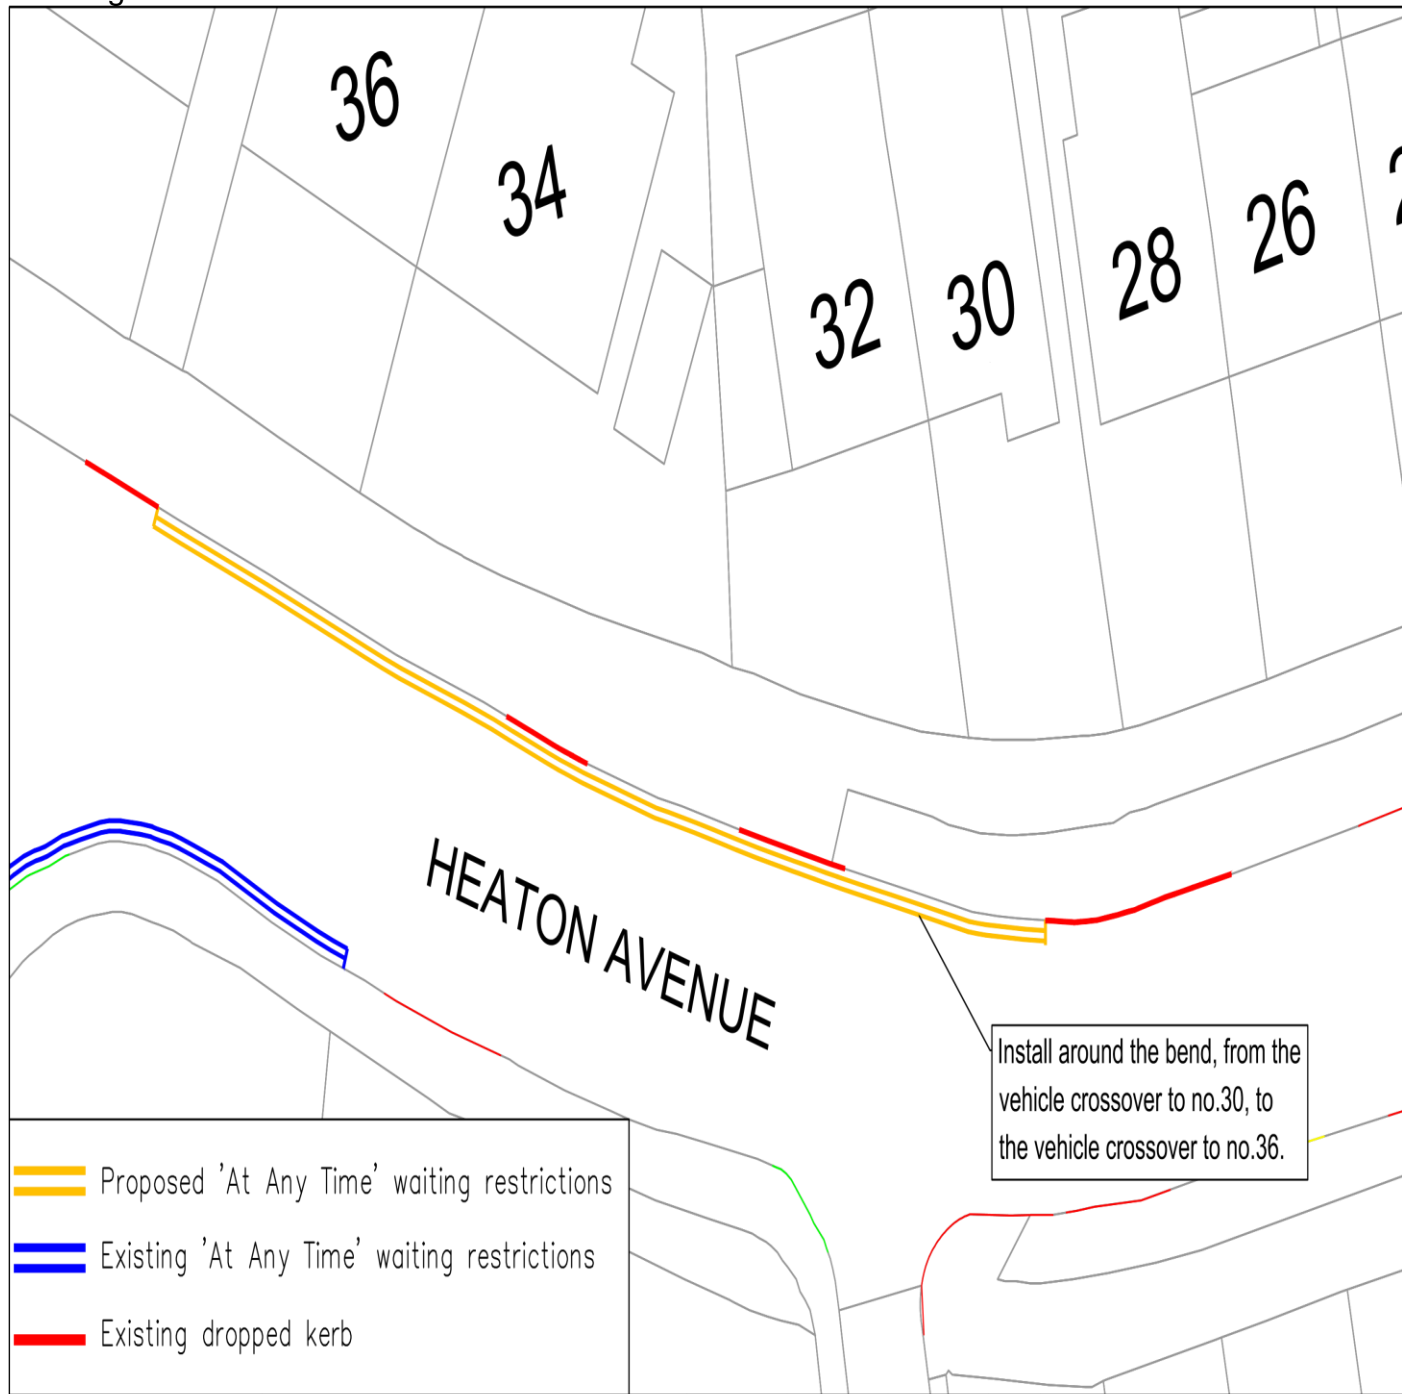 36
34
32
30
28
26
HEATON AVENUE
Install around the bend, from the
vehicle crossover to no.30, to
the vehicle crossover to no.36.
Proposed 'At Any Time' waiting restrictions
Existing 'At Any Time' waiting restrictions
Existing dropped kerb